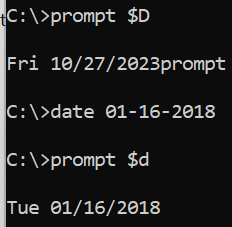 C:\>prompt $D
Fri 10/27/2023prompt
C:\>date 01-16-2018
C:\>prompt $d
Tue 01/16/2018